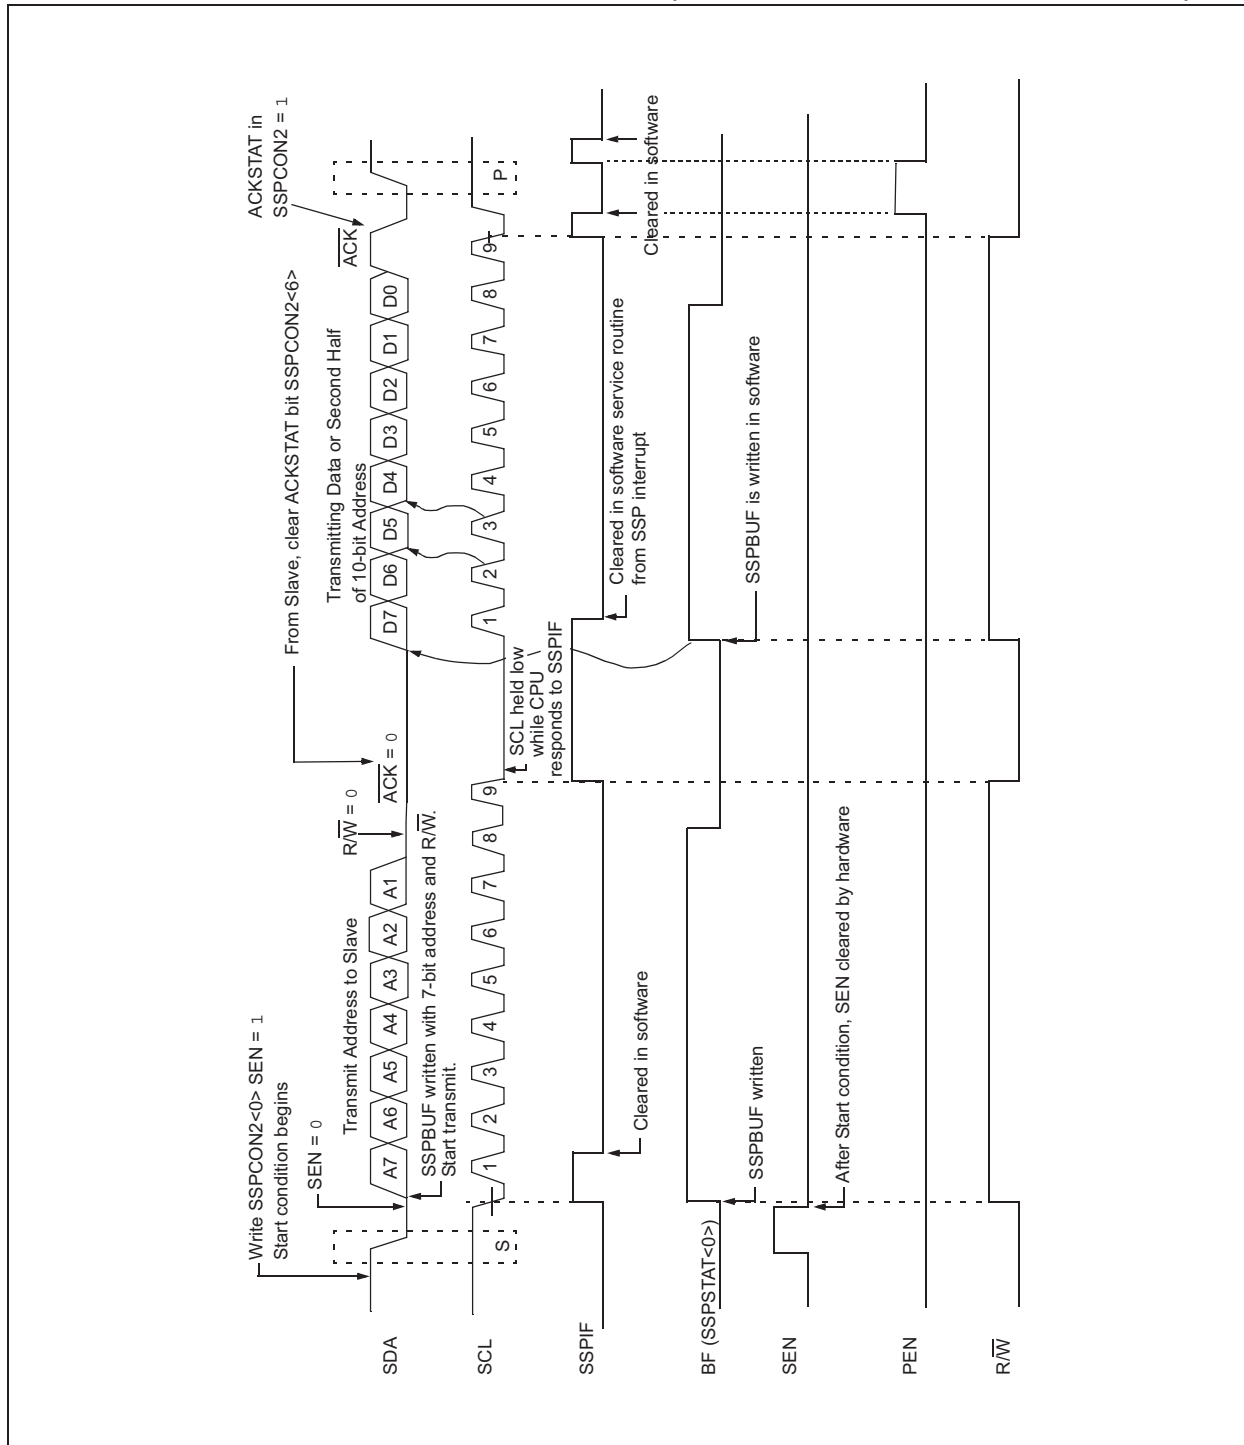 Write SSPCON2<0> SEN = 1
Start condition begins
SEN = 0
Transmit Address to Slave
R/W = 0
ACK = 0
From Slave, clear ACKSTAT bit SSPCON2<6>
Transmitting Data or Second Half
of 10-bit Address
ACK
ACKSTAT in
SSPCON2 = 1
SDA
A7 A6 A5 A4 A3 A2 A1
D7 D6 D5 D4 D3 D2 D1 D0
SSPBUF written with 7-bit address and R/W.
Start transmit.
SCL
S
1 2 3 4 5 6 7 8 9
1 2 3 4 5 6 7 8 9
P
SCL held low
while CPU
responds to SSPIF
SSPIF
Cleared in software
Cleared in software service routine
from SSP interrupt
Cleared in software
BF (SSPSTAT<0>)
SSPBUF written
SSPBUF is written in software
SEN
After Start condition, SEN cleared by hardware
PEN
R/W